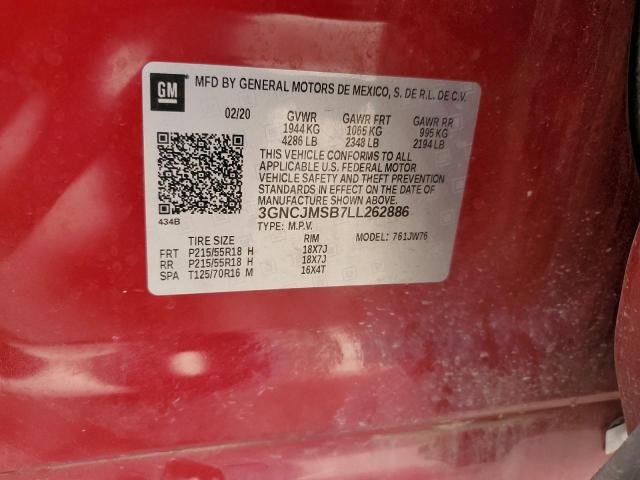 GM
MFD BY GENERAL MOTORS DE MEXICO, S. DE R.L. DE C.V.
02/20 GVWR GAWR FRT GAWR RR
1944 KG 1065 KG 995 KG
4286 LB 2348 LB 2194 LB
THIS VEHICLE CONFORMS TO ALL
APPLICABLE U.S. FEDERAL MOTOR
VEHICLE SAFETY AND THEFT PREVENTION
STANDARDS IN EFFECT ON THE DATE OF
MANUFACTURE SHOWN ABOVE.
434B 3GNCJMSB7LL262886
TYPE: M.P.V. MODEL: 761JW76
TIRE SIZE RIM
FRT P215/55R18 H 18X7J
RR P215/55R18 H 18X7J
SPA T125/70R16 M 16X4T